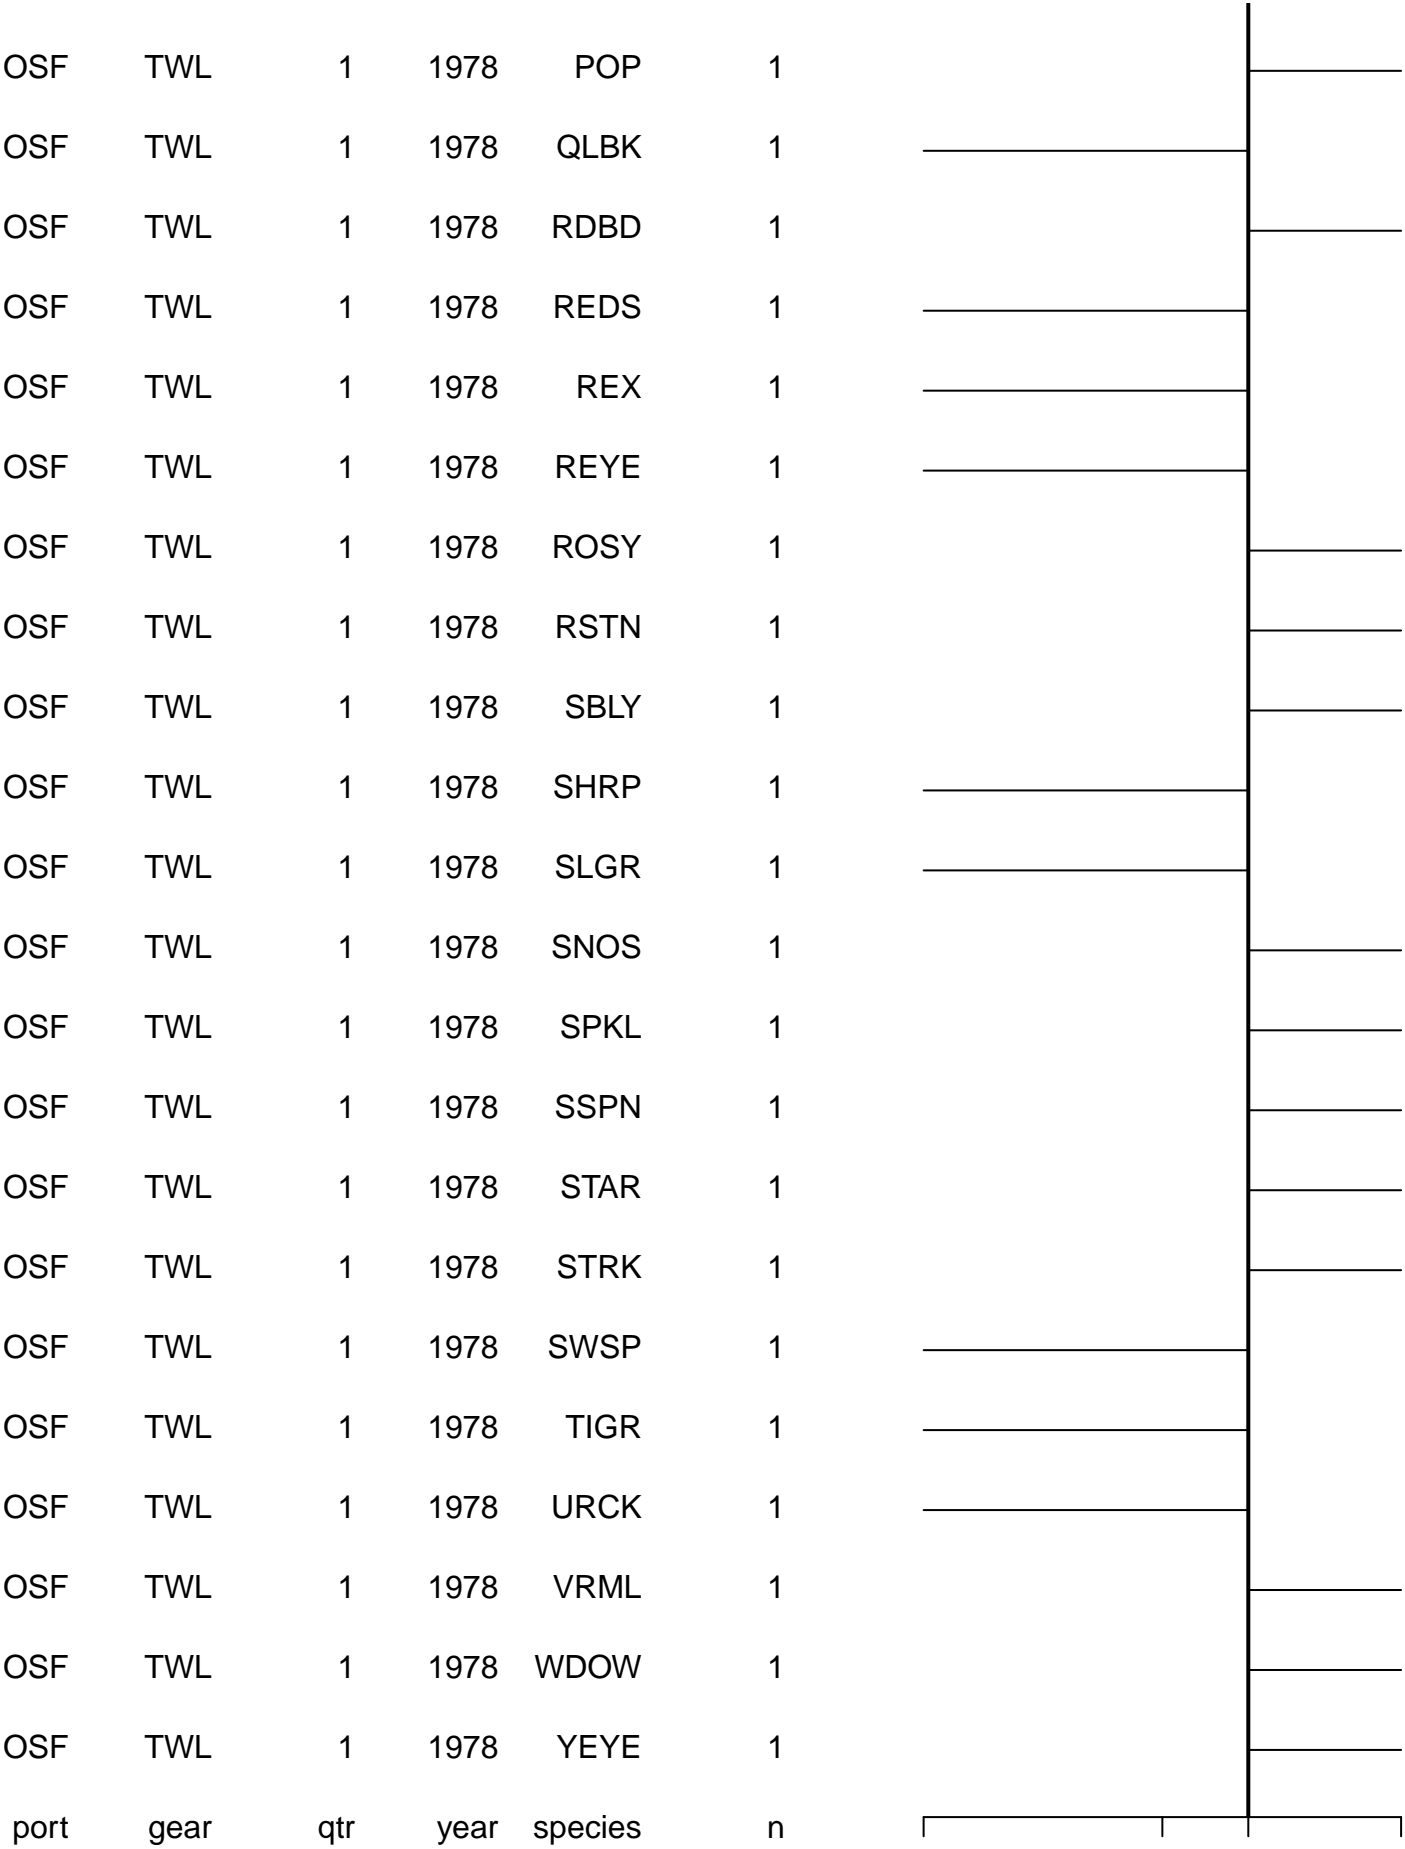 OSF TWL 1 1978 POP 1
OSF TWL 1 1978 QLBK 1
OSF TWL 1 1978 RDBD 1
OSF TWL 1 1978 REDS 1
OSF TWL 1 1978 REX 1
OSF TWL 1 1978 REYE 1
OSF TWL 1 1978 ROSY 1
OSF TWL 1 1978 RSTN 1
OSF TWL 1 1978 SBLY 1
OSF TWL 1 1978 SHRP 1
OSF TWL 1 1978 SLGR 1
OSF TWL 1 1978 SNOS 1
OSF TWL 1 1978 SPKL 1
OSF TWL 1 1978 SSPN 1
OSF TWL 1 1978 STAR 1
OSF TWL 1 1978 STRK 1
OSF TWL 1 1978 SWSP 1
OSF TWL 1 1978 TIGR 1
OSF TWL 1 1978 URCK 1
OSF TWL 1 1978 VRML 1
OSF TWL 1 1978 WDOW 1
OSF TWL 1 1978 YEYE 1
port gear qtr year species n